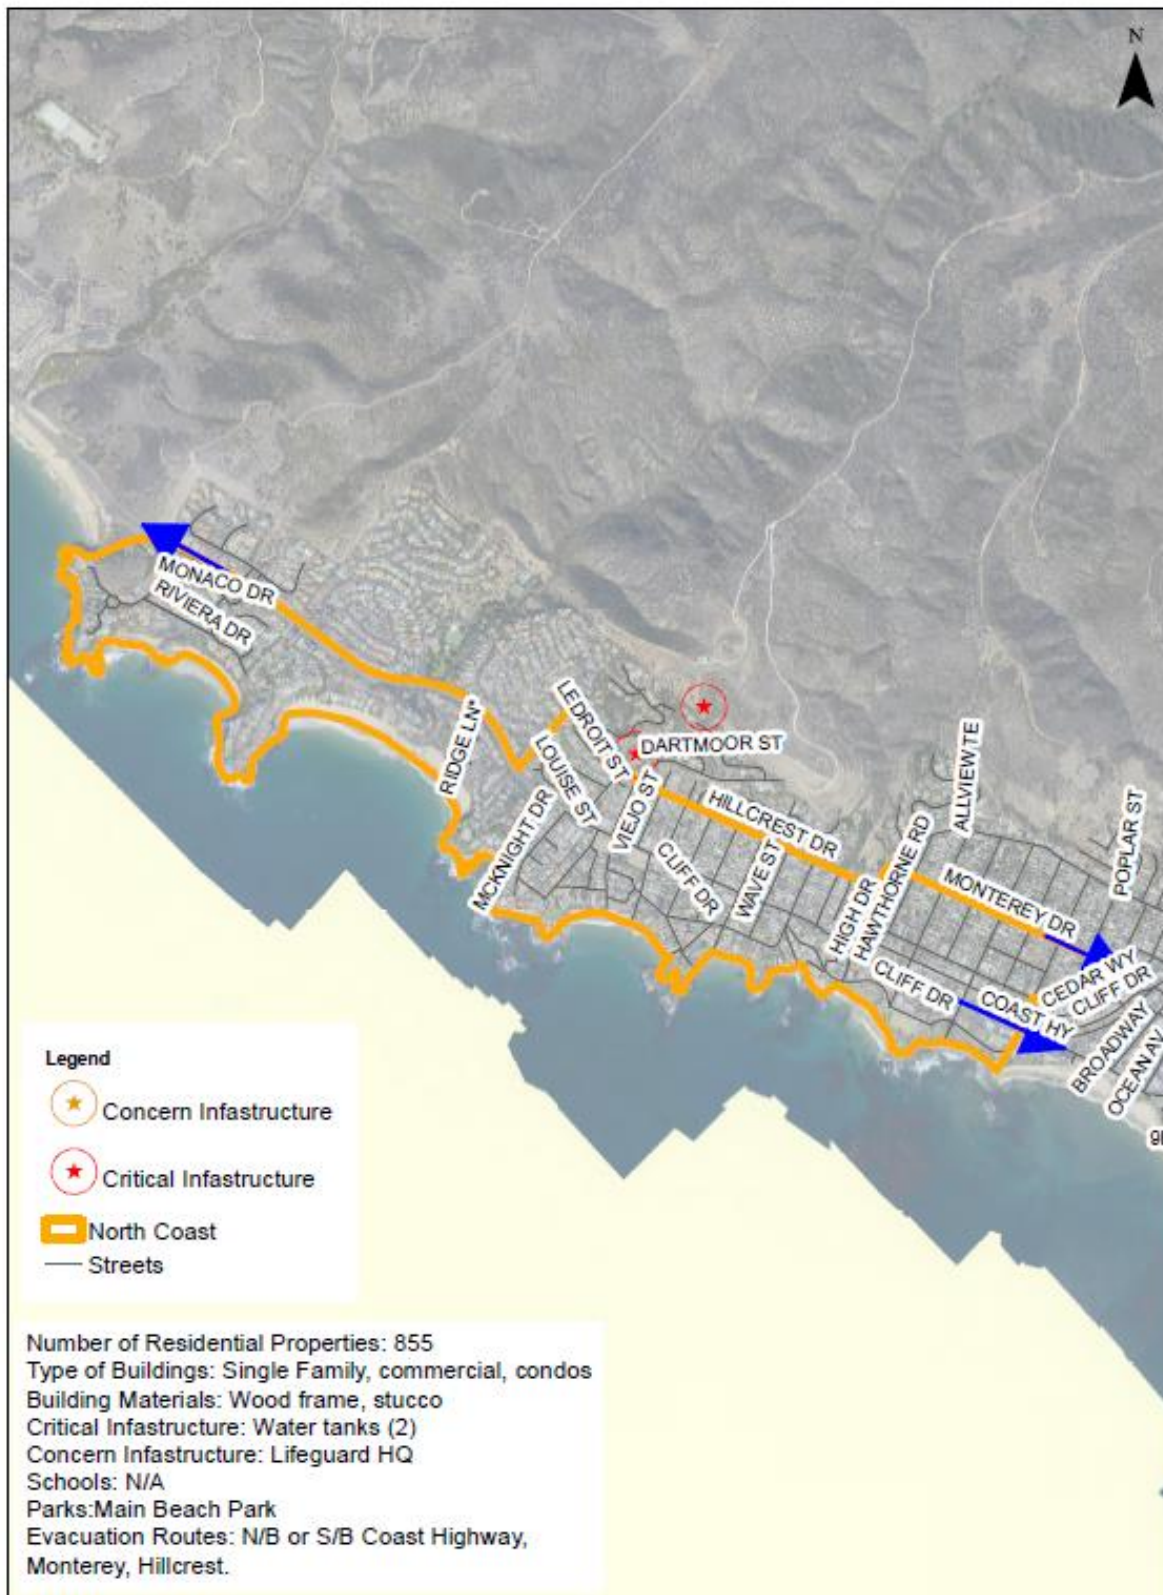 N
MONACO DR
RIVIERA DR
RIDGE LN*
LEDROIT ST
LOUISE ST
MCKNIGHT DR
DARTMOOR ST
VIEJO ST
HILLCREST DR
CLIFF DR
WAVE ST
HIGH DR
HAWTHORNE RD
ALLVIEW TE
POPLAR ST
MONTEREY DR
CLIFF DR
COAST HY
CEDAR WY
CLIFF DR
BROADWAY
OCEAN AV
Legend
Concern Infastructure
Critical Infastructure
North Coast
Streets
Number of Residential Properties: 855
Type of Buildings: Single Family, commercial, condos
Building Materials: Wood frame, stucco
Critical Infastructure: Water tanks (2)
Concern Infastructure: Lifeguard HQ
Schools: N/A
Parks:Main Beach Park
Evacuation Routes: N/B or S/B Coast Highway,
Monterey, Hillcrest.